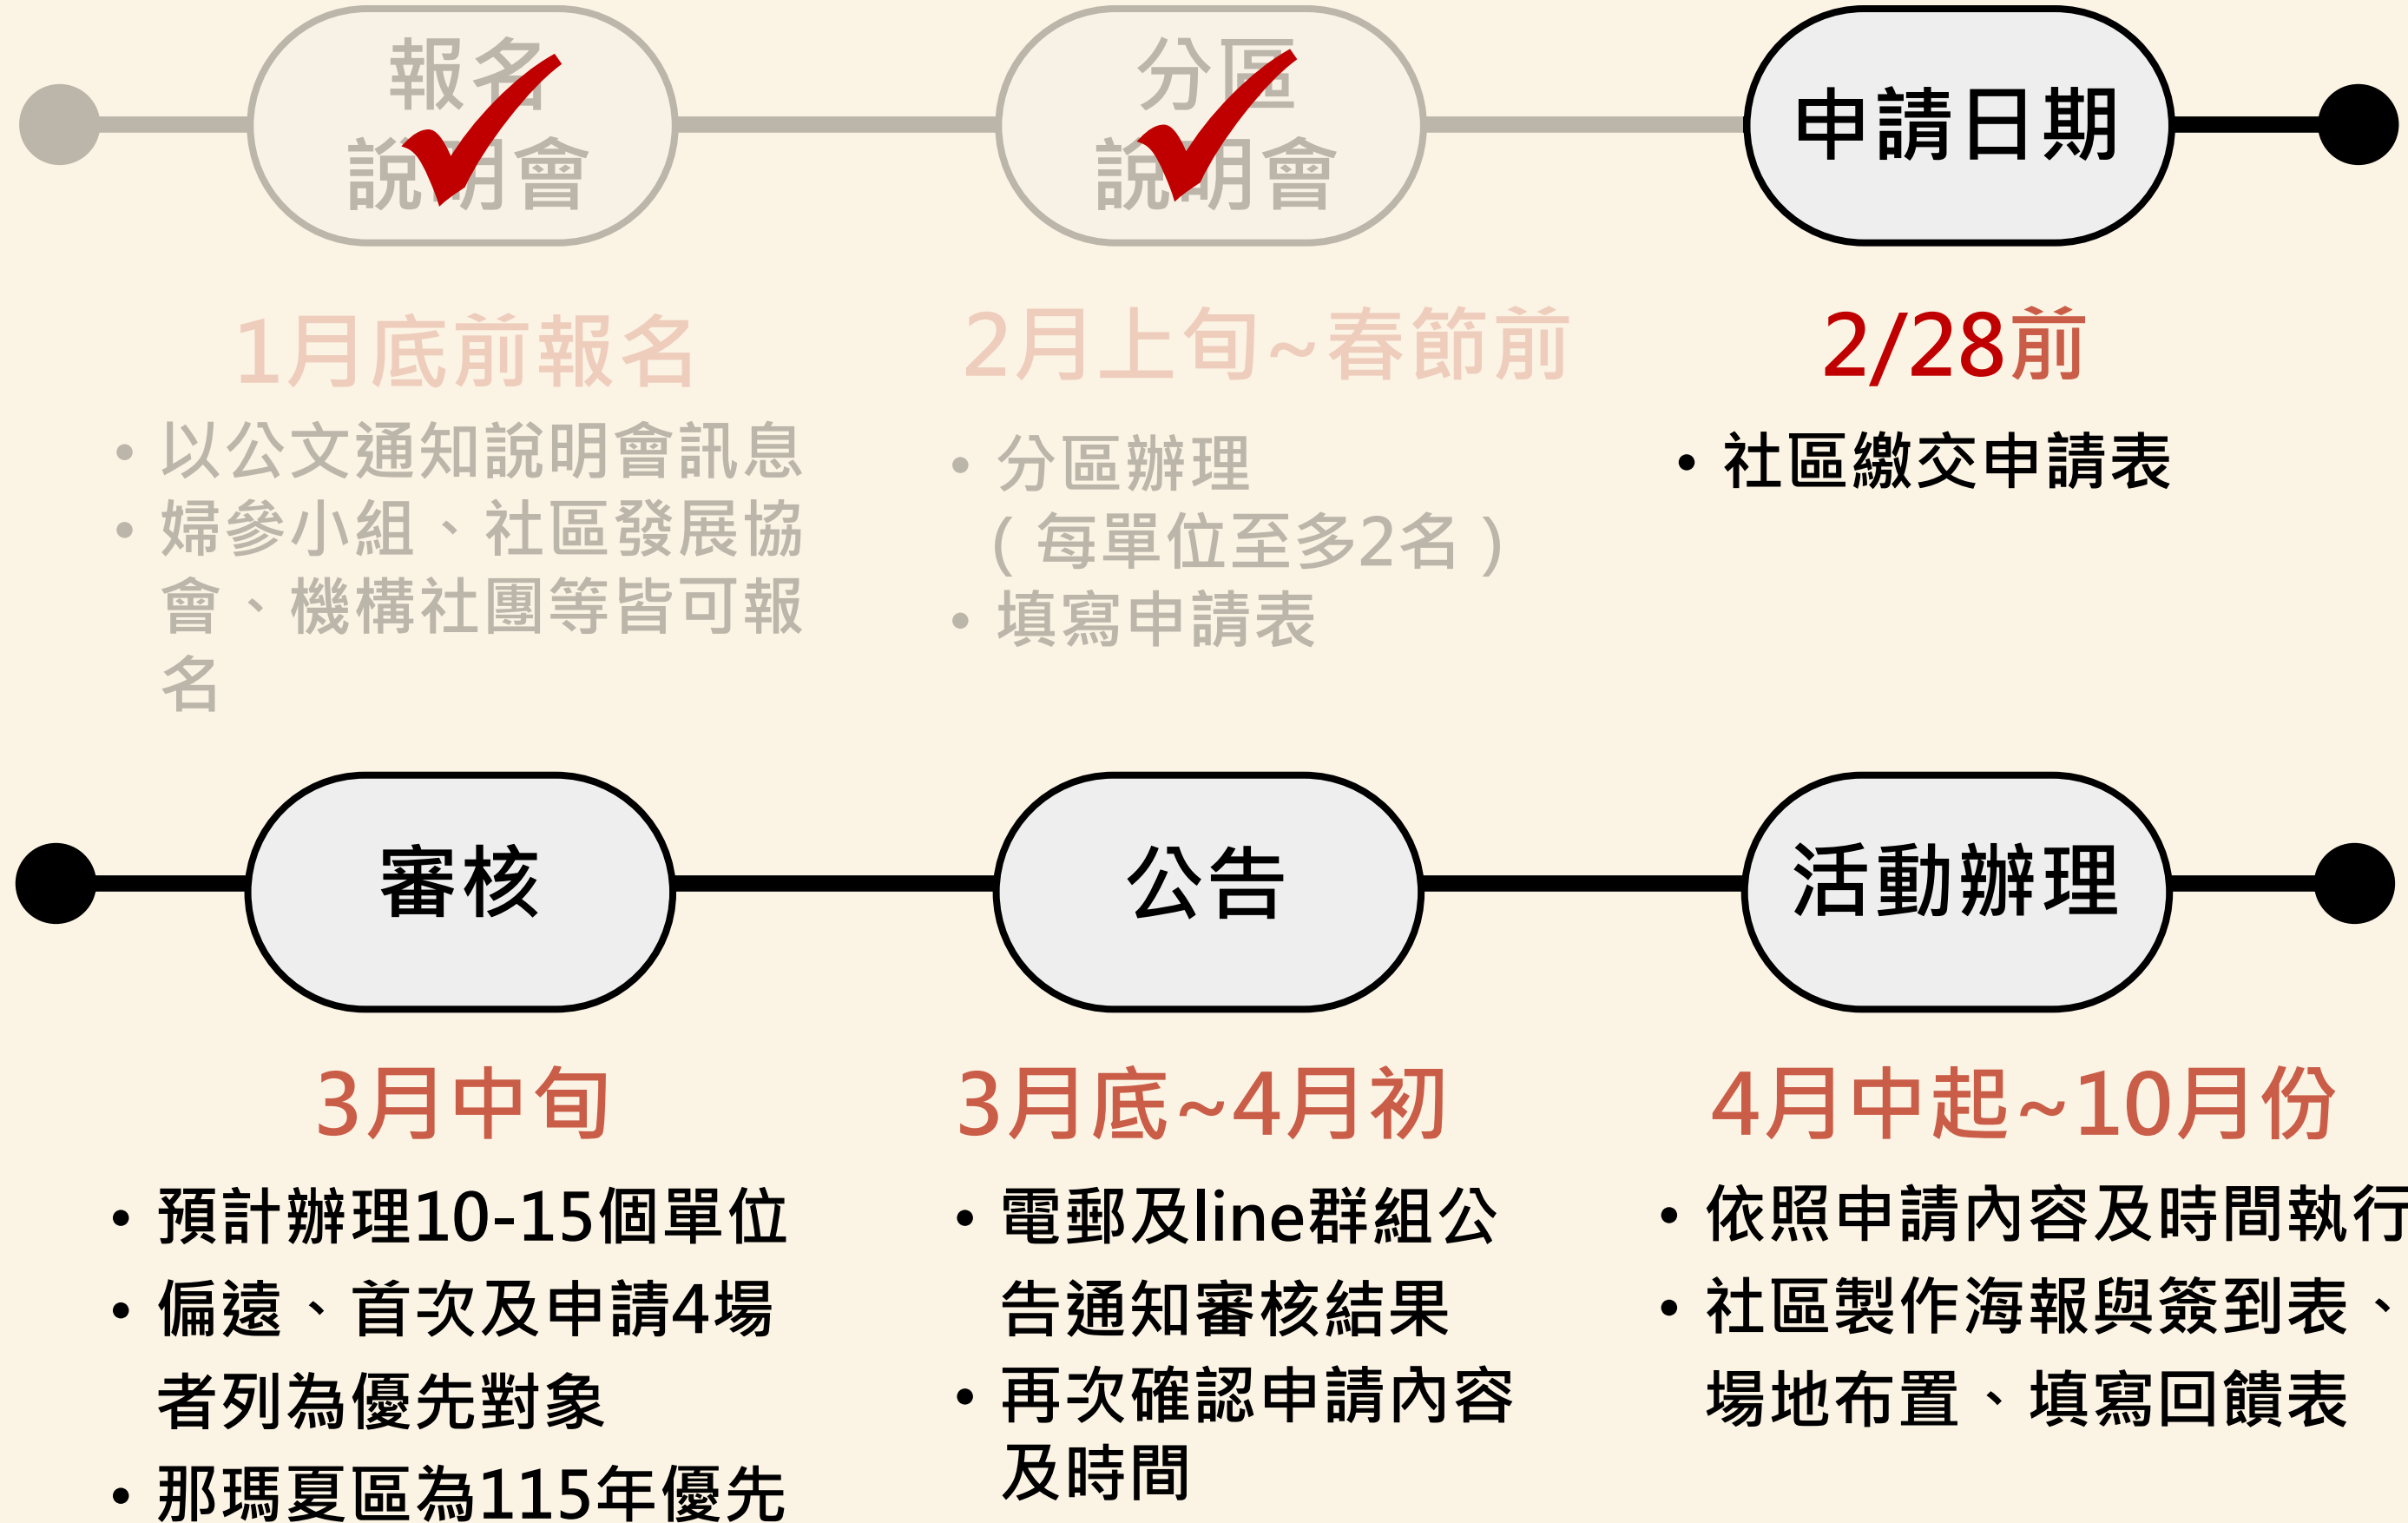 報名
說明會
分區
說明會
申請日期
1月底前報名
2月上旬~春節前
2/28前
• 以公文通知說明會訊息
• 婦參小組、社區發展協
會、機構社團等皆可報
名
• 分區辦理
(每單位至多2名)
• 填寫申請表
• 社區繳交申請表
審核
公告
活動辦理
3月中旬
3月底~4月初
4月中起~10月份
• 預計辦理10-15個單位
• 偏遠、首次及申請4場
者列為優先對象
• 那瑪夏區為115年優先
• 電郵及line群組公
告通知審核結果
• 再次確認申請內容
及時間
• 依照申請內容及時間執行
• 社區製作海報與簽到表、
場地布置、填寫回饋表